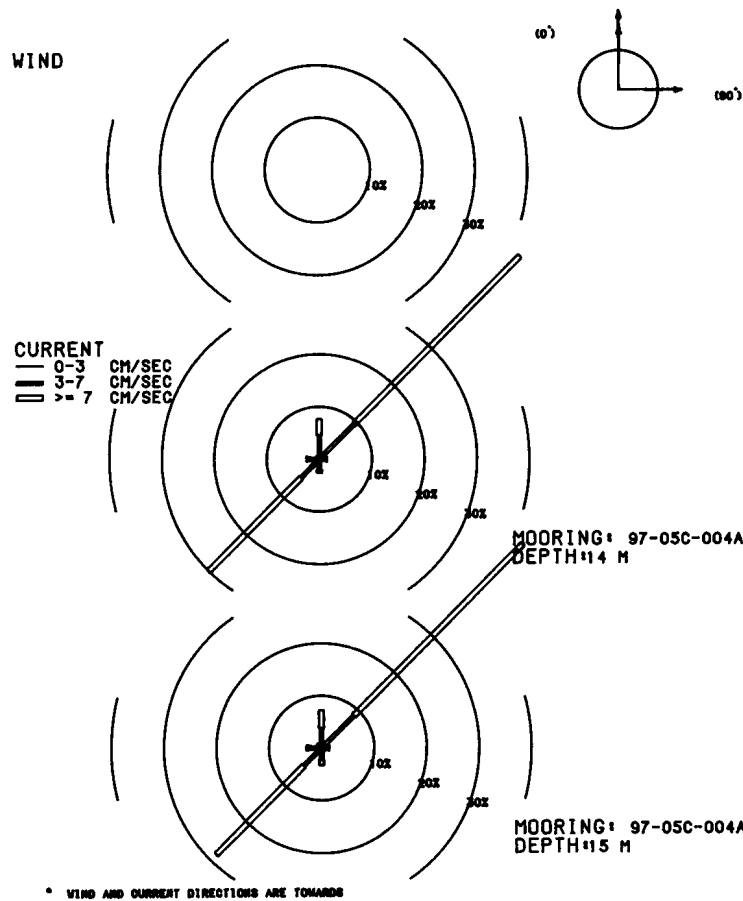 (0°)
WIND
(90°)
10%
20%
30%
CURRENT
0-3 CM/SEC
3-7 CM/SEC
>= 7 CM/SEC
10%
20%
30%
MOORING: 97-05C-004A
DEPTH:14 M
10%
20%
30%
MOORING: 97-05C-004A
DEPTH:15 M
* WIND AND CURRENT DIRECTIONS ARE TOWARDS